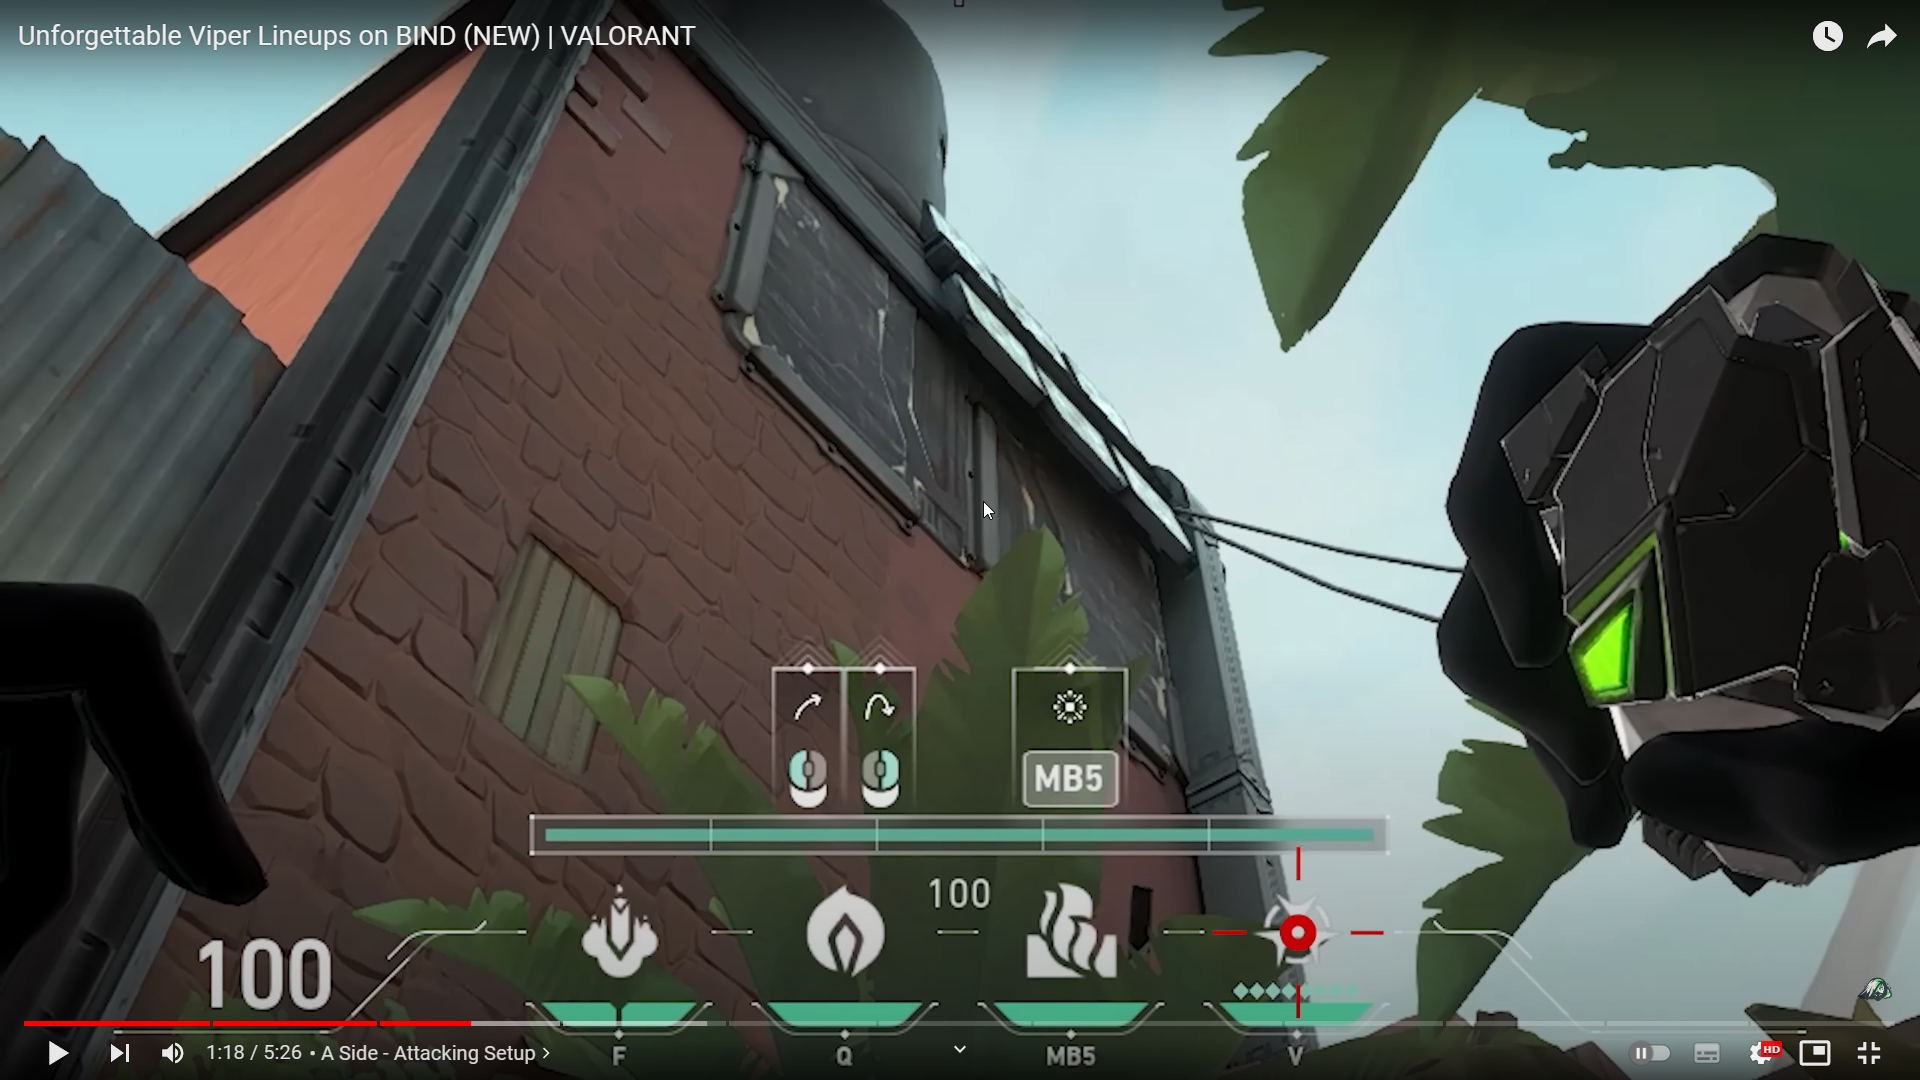 Unforgettable Viper Lineups on BIND (NEW) | VALORANT
MB5
100
100
F
Q
MB5
V
1:18 / 5:26 • A Side - Attacking Setup >
HD